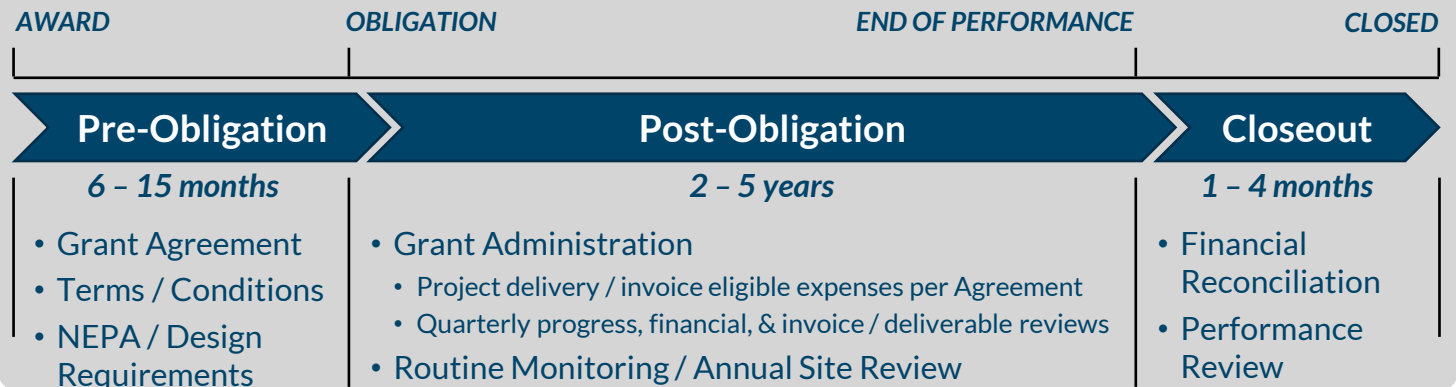 AWARD
OBLIGATION
END OF PERFORMANCE
CLOSED
Pre-Obligation
Post-Obligation
Closeout
6 – 15 months
2 – 5 years
1 – 4 months
• Grant Agreement
• Terms / Conditions
• NEPA / Design
Requirements
• Grant Administration
• Project delivery / invoice eligible expenses per Agreement
• Quarterly progress, financial, & invoice / deliverable reviews
• Routine Monitoring / Annual Site Review
• Financial
Reconciliation
• Performance
Review